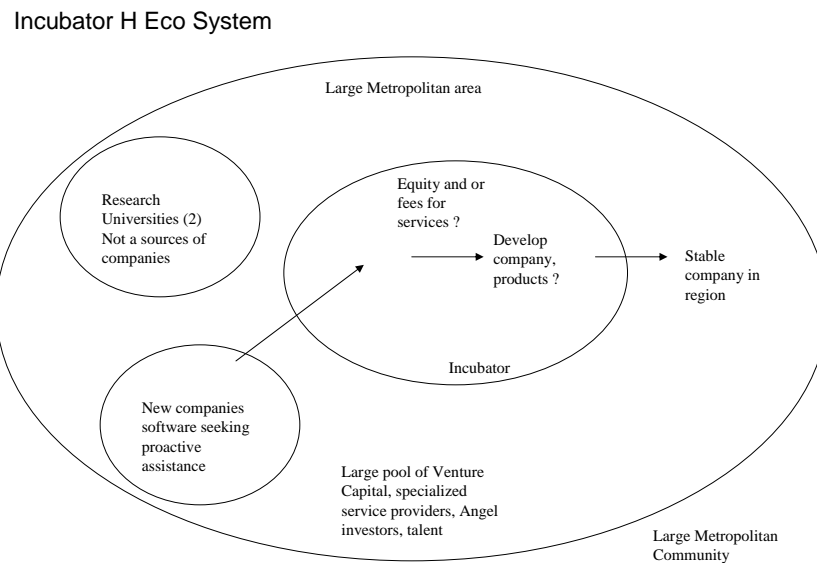 Incubator H Eco System
Large Metropolitan area
Research
Universities (2)
Not a sources of
companies
Equity and or
fees for
services ?
Develop
company,
products ?
Stable
company in
region
Incubator
New companies
software seeking
proactive
assistance
Large pool of Venture
Capital, specialized
service providers, Angel
investors, talent
Large Metropolitan
Community